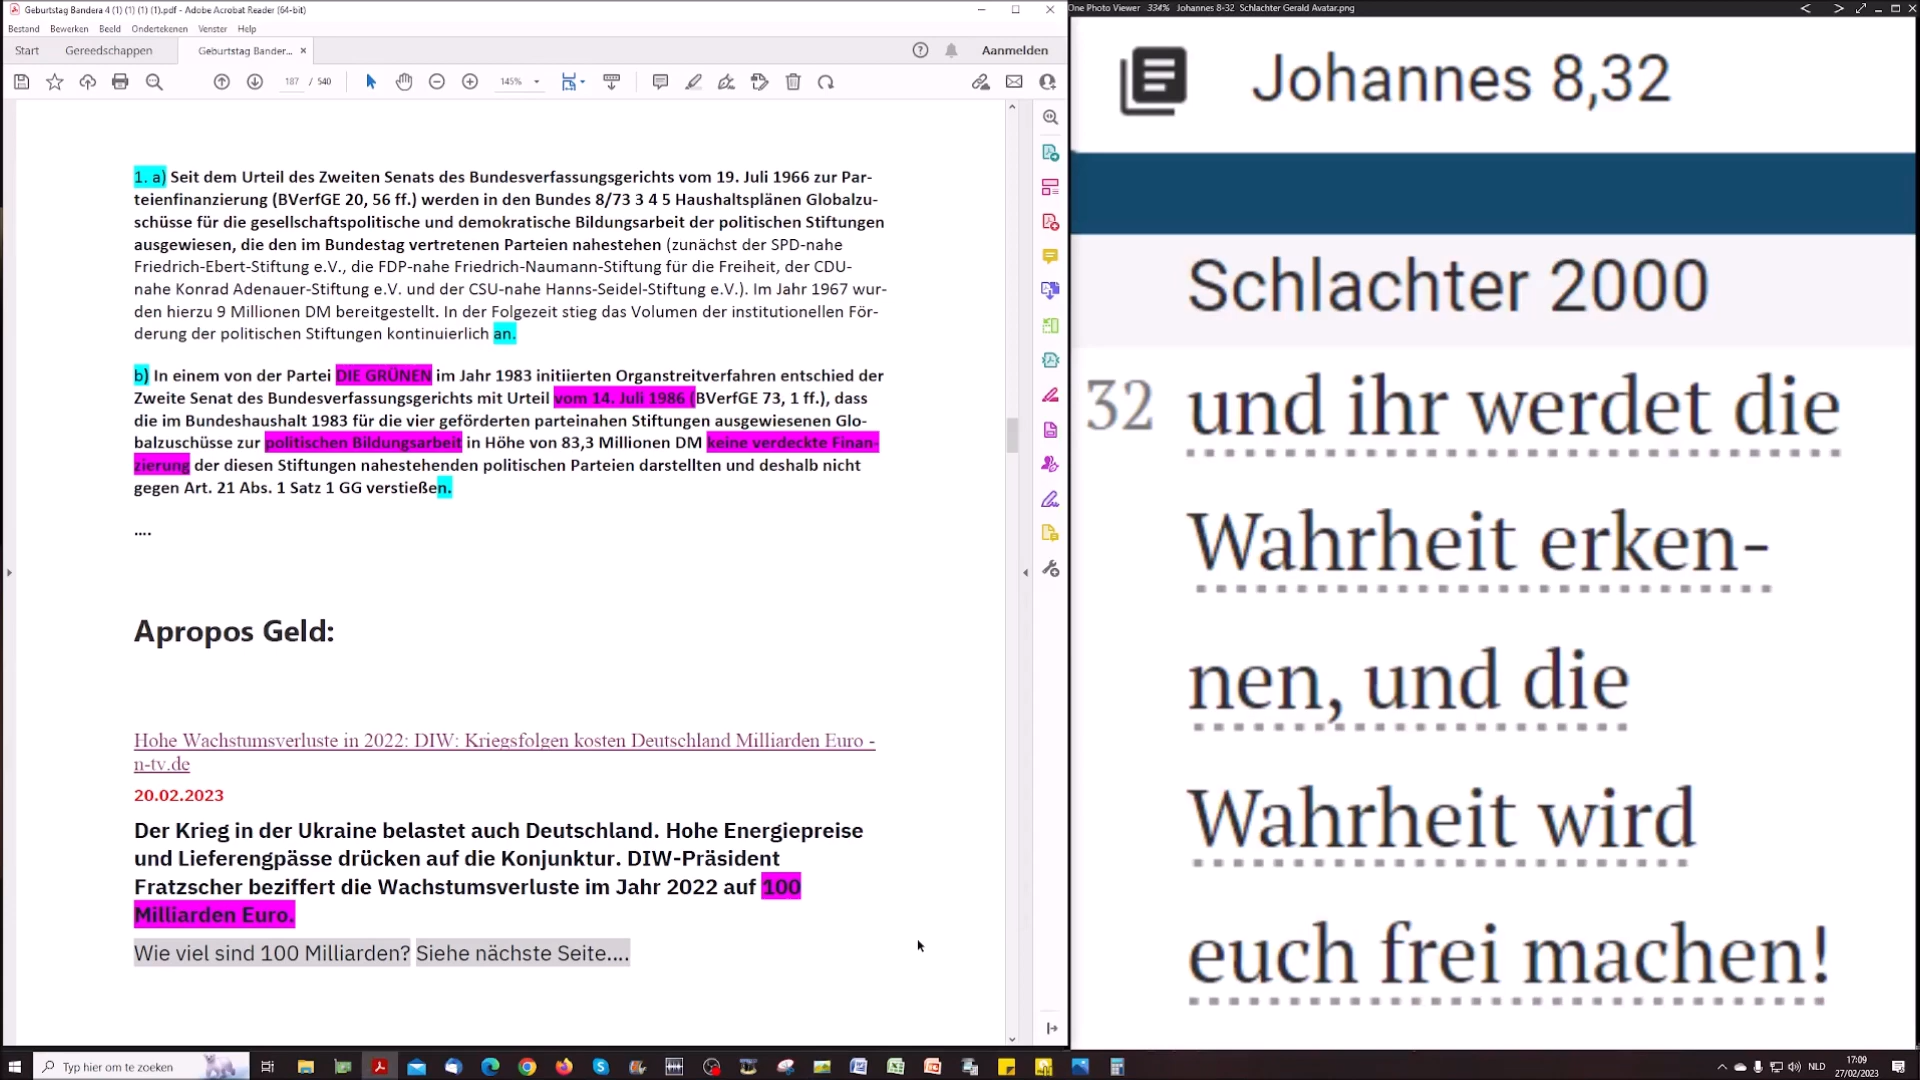 Geburtstag Bandera 4 (1) (1) (1) (1).pdf - Adobe Acrobat Reader (64-bit)
Bestand Bewerken Beeld Ondertekenen Venster Help
Start Gereedschappen Geburtstag Bander... × Aanmelden
187 / 540 145%
1. a) Seit dem Urteil des Zweiten Senats des Bundesverfassungsgerichts vom 19. Juli 1966 zur Par-
teienfinanzierung (BVerfGE 20, 56 ff.) werden in den Bundes 8/73 3 4 5 Haushaltsplänen Globalzu-
schüsse für die gesellschaftspolitische und demokratische Bildungsarbeit der politischen Stiftungen
ausgewiesen, die den im Bundestag vertretenen Parteien nahestehen (zunächst der SPD-nahe
Friedrich-Ebert-Stiftung e.V., die FDP-nahe Friedrich-Naumann-Stiftung für die Freiheit, der CDU-
nahe Konrad Adenauer-Stiftung e.V. und der CSU-nahe Hanns-Seidel-Stiftung e.V.). Im Jahr 1967 wur-
den hierzu 9 Millionen DM bereitgestellt. In der Folgezeit stieg das Volumen der institutionellen För-
derung der politischen Stiftungen kontinuierlich an.
b) In einem von der Partei DIE GRÜNEN im Jahr 1983 initiierten Organstreitverfahren entschied der
Zweite Senat des Bundesverfassungsgerichts mit Urteil vom 14. Juli 1986 (BVerfGE 73, 1 ff.), dass
die im Bundeshaushalt 1983 für die vier geförderten parteinahen Stiftungen ausgewiesenen Glo-
balzuschüsse zur politischen Bildungsarbeit in Höhe von 83,3 Millionen DM keine verdeckte Finan-
zierung der diesen Stiftungen nahestehenden politischen Parteien darstellten und deshalb nicht
gegen Art. 21 Abs. 1 Satz 1 GG verstießen.
....
Apropos Geld:
Hohe Wachstumsverluste in 2022: DIW: Kriegsfolgen kosten Deutschland Milliarden Euro -
n-tv.de
20.02.2023
Der Krieg in der Ukraine belastet auch Deutschland. Hohe Energiepreise
und Lieferengpässe drücken auf die Konjunktur. DIW-Präsident
Fratzscher beziffert die Wachstumsverluste im Jahr 2022 auf 100
Milliarden Euro.
Wie viel sind 100 Milliarden? Siehe nächste Seite....
One Photo Viewer 334% Johannes 8-32 Schlachter Gerald Avatar.png
Johannes 8,32
Schlachter 2000
32 und ihr werdet die
Wahrheit erken-
nen, und die
Wahrheit wird
euch frei machen!
Typ hier om te zoeken
NLD
17:09
27/02/2023